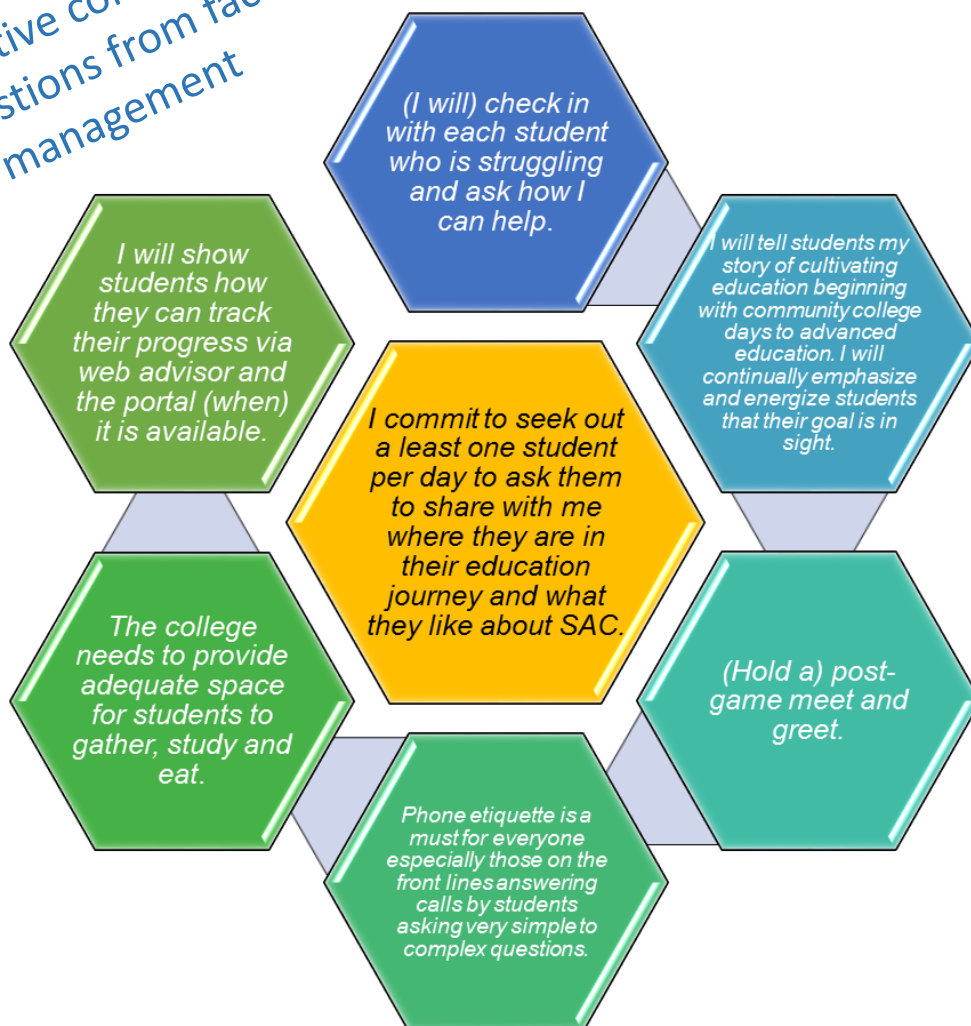 management
(I will) check in
with each student
who is struggling
and ask how I
can help.
I will show
students how
they can track
their progress via
web advisor and
the portal (when)
it is available.
I will tell students my
story of cultivating
education beginning
with community college
days to advanced
education. I will
continually emphasize
and energize students
that their goal is in
sight.
I commit to seek out
a least one student
per day to ask them
to share with me
where they are in
their education
journey and what
they like about SAC.
The college
needs to provide
adequate space
for students to
gather, study and
eat.
(Hold a) post-
game meet and
greet.
Phone etiquette is a
must for everyone
especially those on the
front lines answering
calls by students
asking very simple to
complex questions.